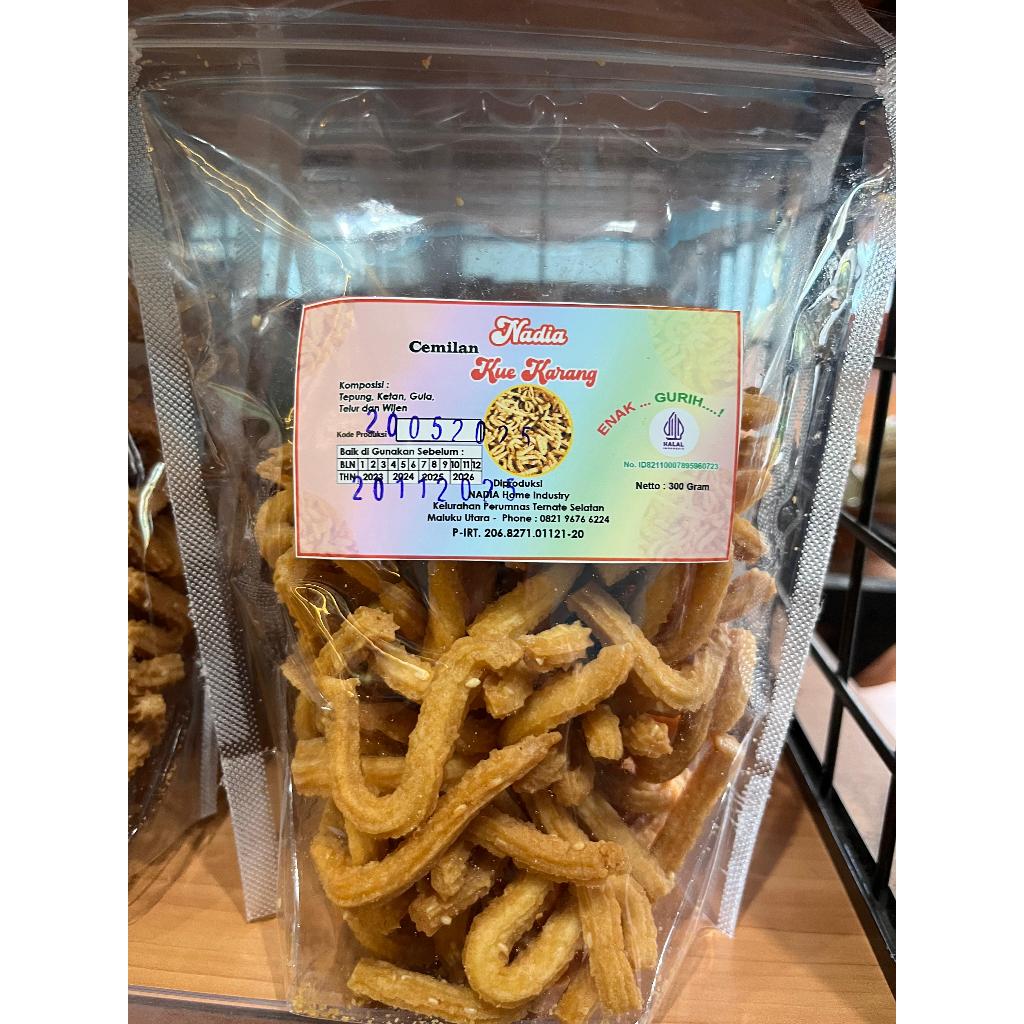 Nadia
Cemilan
Kue Karang
Komposisi :
Tepung, Ketan, Gula,
Telur dan Wijen
Kode Produksi
20052025
Baik di Gunakan Sebelum :
BLN 1 2 3 4 5 6 7 8 9 10 11 12
THN 2023 2024 2025 2026
20112025
ENAK ... GURIH....!
HALAL
INDONESIA
No. ID82110007895960723
Netto : 300 Gram
Diproduksi
NADIA Home Industry
Kelurahan Perumnas Ternate Selatan
Maluku Utara - Phone : 0821 9676 6224
P-IRT. 206.8271.01121-20